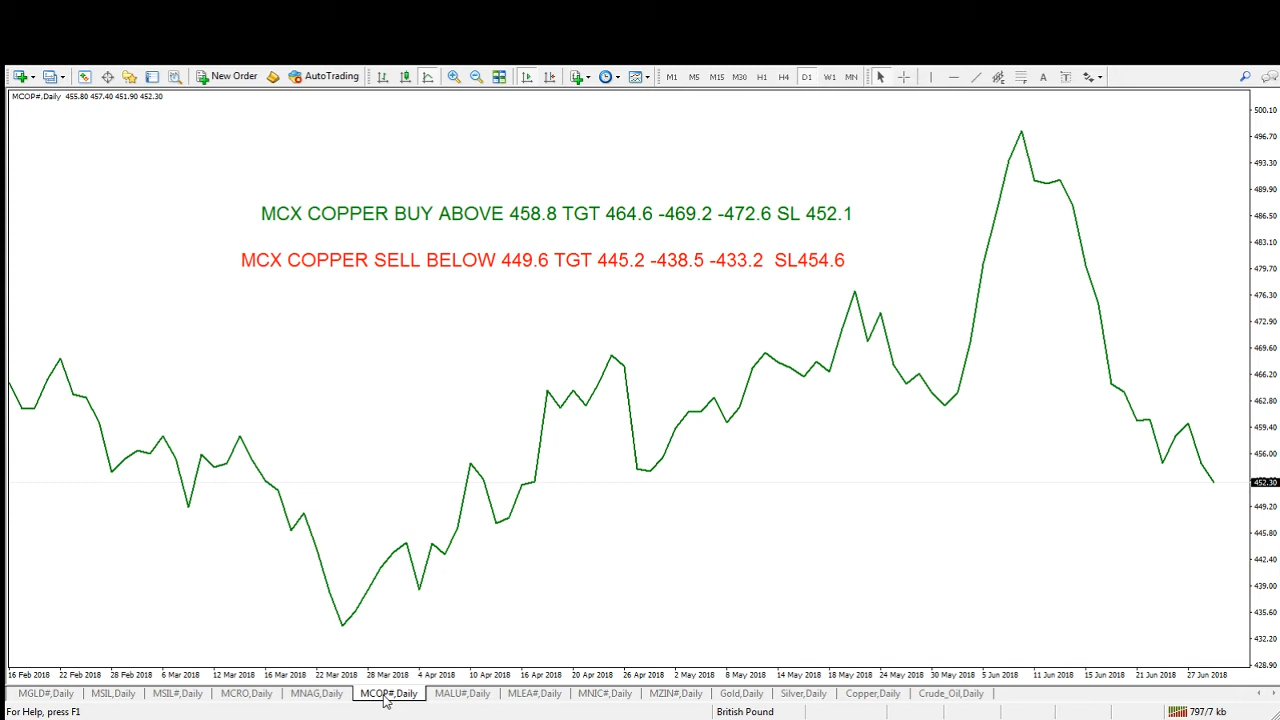 New Order
AutoTrading
M1 M5 M15 M30 H1 H4 D1 W1 MN
A
T
MCOP#,Daily 455.80 457.40 451.90 452.30
MCX COPPER BUY ABOVE 458.8 TGT 464.6 -469.2 -472.6 SL 452.1
MCX COPPER SELL BELOW 449.6 TGT 445.2 -438.5 -433.2 SL454.6
500.10
496.70
493.30
489.90
486.50
483.10
479.70
476.30
472.90
469.60
466.20
462.80
459.40
456.00
452.30
449.20
445.80
442.40
439.00
435.60
432.20
428.90
16 Feb 2018 22 Feb 2018 28 Feb 2018 6 Mar 2018 12 Mar 2018 16 Mar 2018 22 Mar 2018 28 Mar 2018 4 Apr 2018 10 Apr 2018 16 Apr 2018 20 Apr 2018 26 Apr 2018 2 May 2018 8 May 2018 14 May 2018 18 May 2018 24 May 2018 30 May 2018 5 Jun 2018 11 Jun 2018 15 Jun 2018 21 Jun 2018 27 Jun 2018
MGLD#,Daily MSIL,Daily MSIL#,Daily MCRO,Daily MNAG,Daily MCOP#,Daily MALU#,Daily MLEA#,Daily MNIC#,Daily MZIN#,Daily Gold,Daily Silver,Daily Copper,Daily Crude_Oil,Daily
For Help, press F1 British Pound 797/7 kb